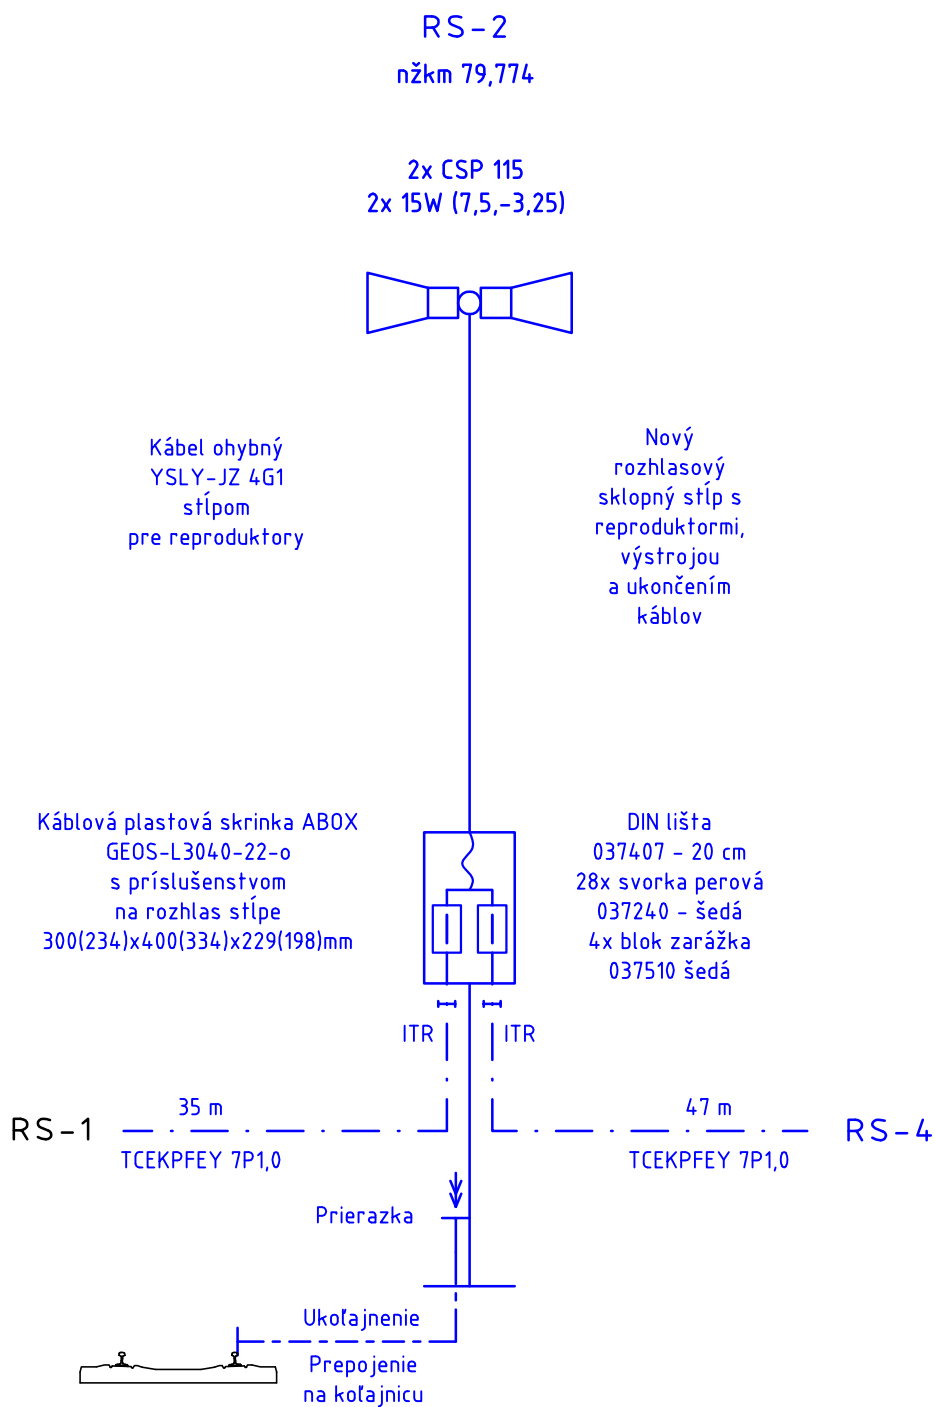 RS-2
nžkm 79,774
2x CSP 115
2x 15W (7,5,-3,25)
Kábel ohybný
YSLY-JZ 4G1
stĺpom
pre reproduktory
Nový
rozhlasový
sklopný stĺp s
reproduktormi,
výstrojou
a ukončením
káblov
Káblová plastová skrinka ABOX
GEOS-L3040-22-o
s príslušenstvom
na rozhlas stĺpe
300(234)x400(334)x229(198)mm
DIN lišta
037407 - 20 cm
28x svorka perová
037240 - šedá
4x blok zarážka
037510 šedá
ITR
ITR
35 m
47 m
RS-1
RS-4
TCEKPFEY 7P1,0
TCEKPFEY 7P1,0
Prierazka
Ukoľajnenie
Prepojenie
na koľajnicu